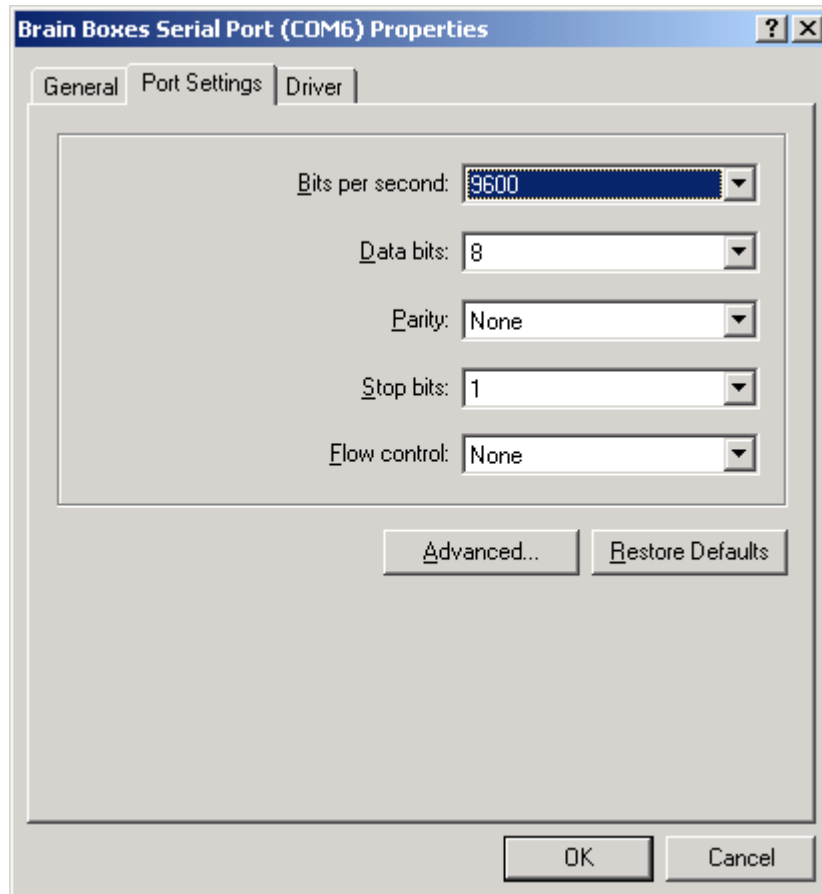 Brain Boxes Serial Port (COM6) Properties ? X
General Port Settings Driver
Bits per second: 9600
Data bits: 8
Parity: None
Stop bits: 1
Flow control: None
Advanced... Restore Defaults
OK Cancel